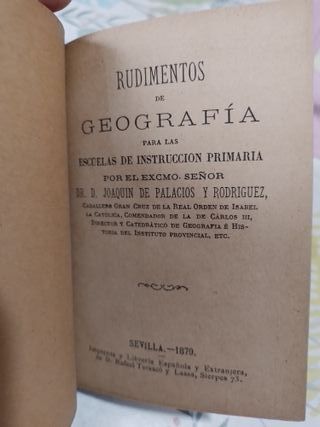 RUDIMENTOS
DE
GEOGRAFÍA
PARA LAS
ESCUELAS DE INSTRUCCION PRIMARIA
POR EL EXCMO. SEÑOR
DR. D. JOAQUIN DE PALACIOS Y RODRIGUEZ,
CABALLERO GRAN CRUZ DE LA REAL ORDEN DE ISABEL
LA CATÓLICA, COMENDADOR DE LA DE CÁRLOS III,
DIRECTOR Y CATEDRÁTICO DE GEOGRAFÍA É HIS-
TORIA DEL INSTITUTO PROVINCIAL, ETC.
SEVILLA.—1879.
Imprenta y Librería Española y Extranjera,
de D. Rafael Tarascó y Lassa, Sierpes 73.